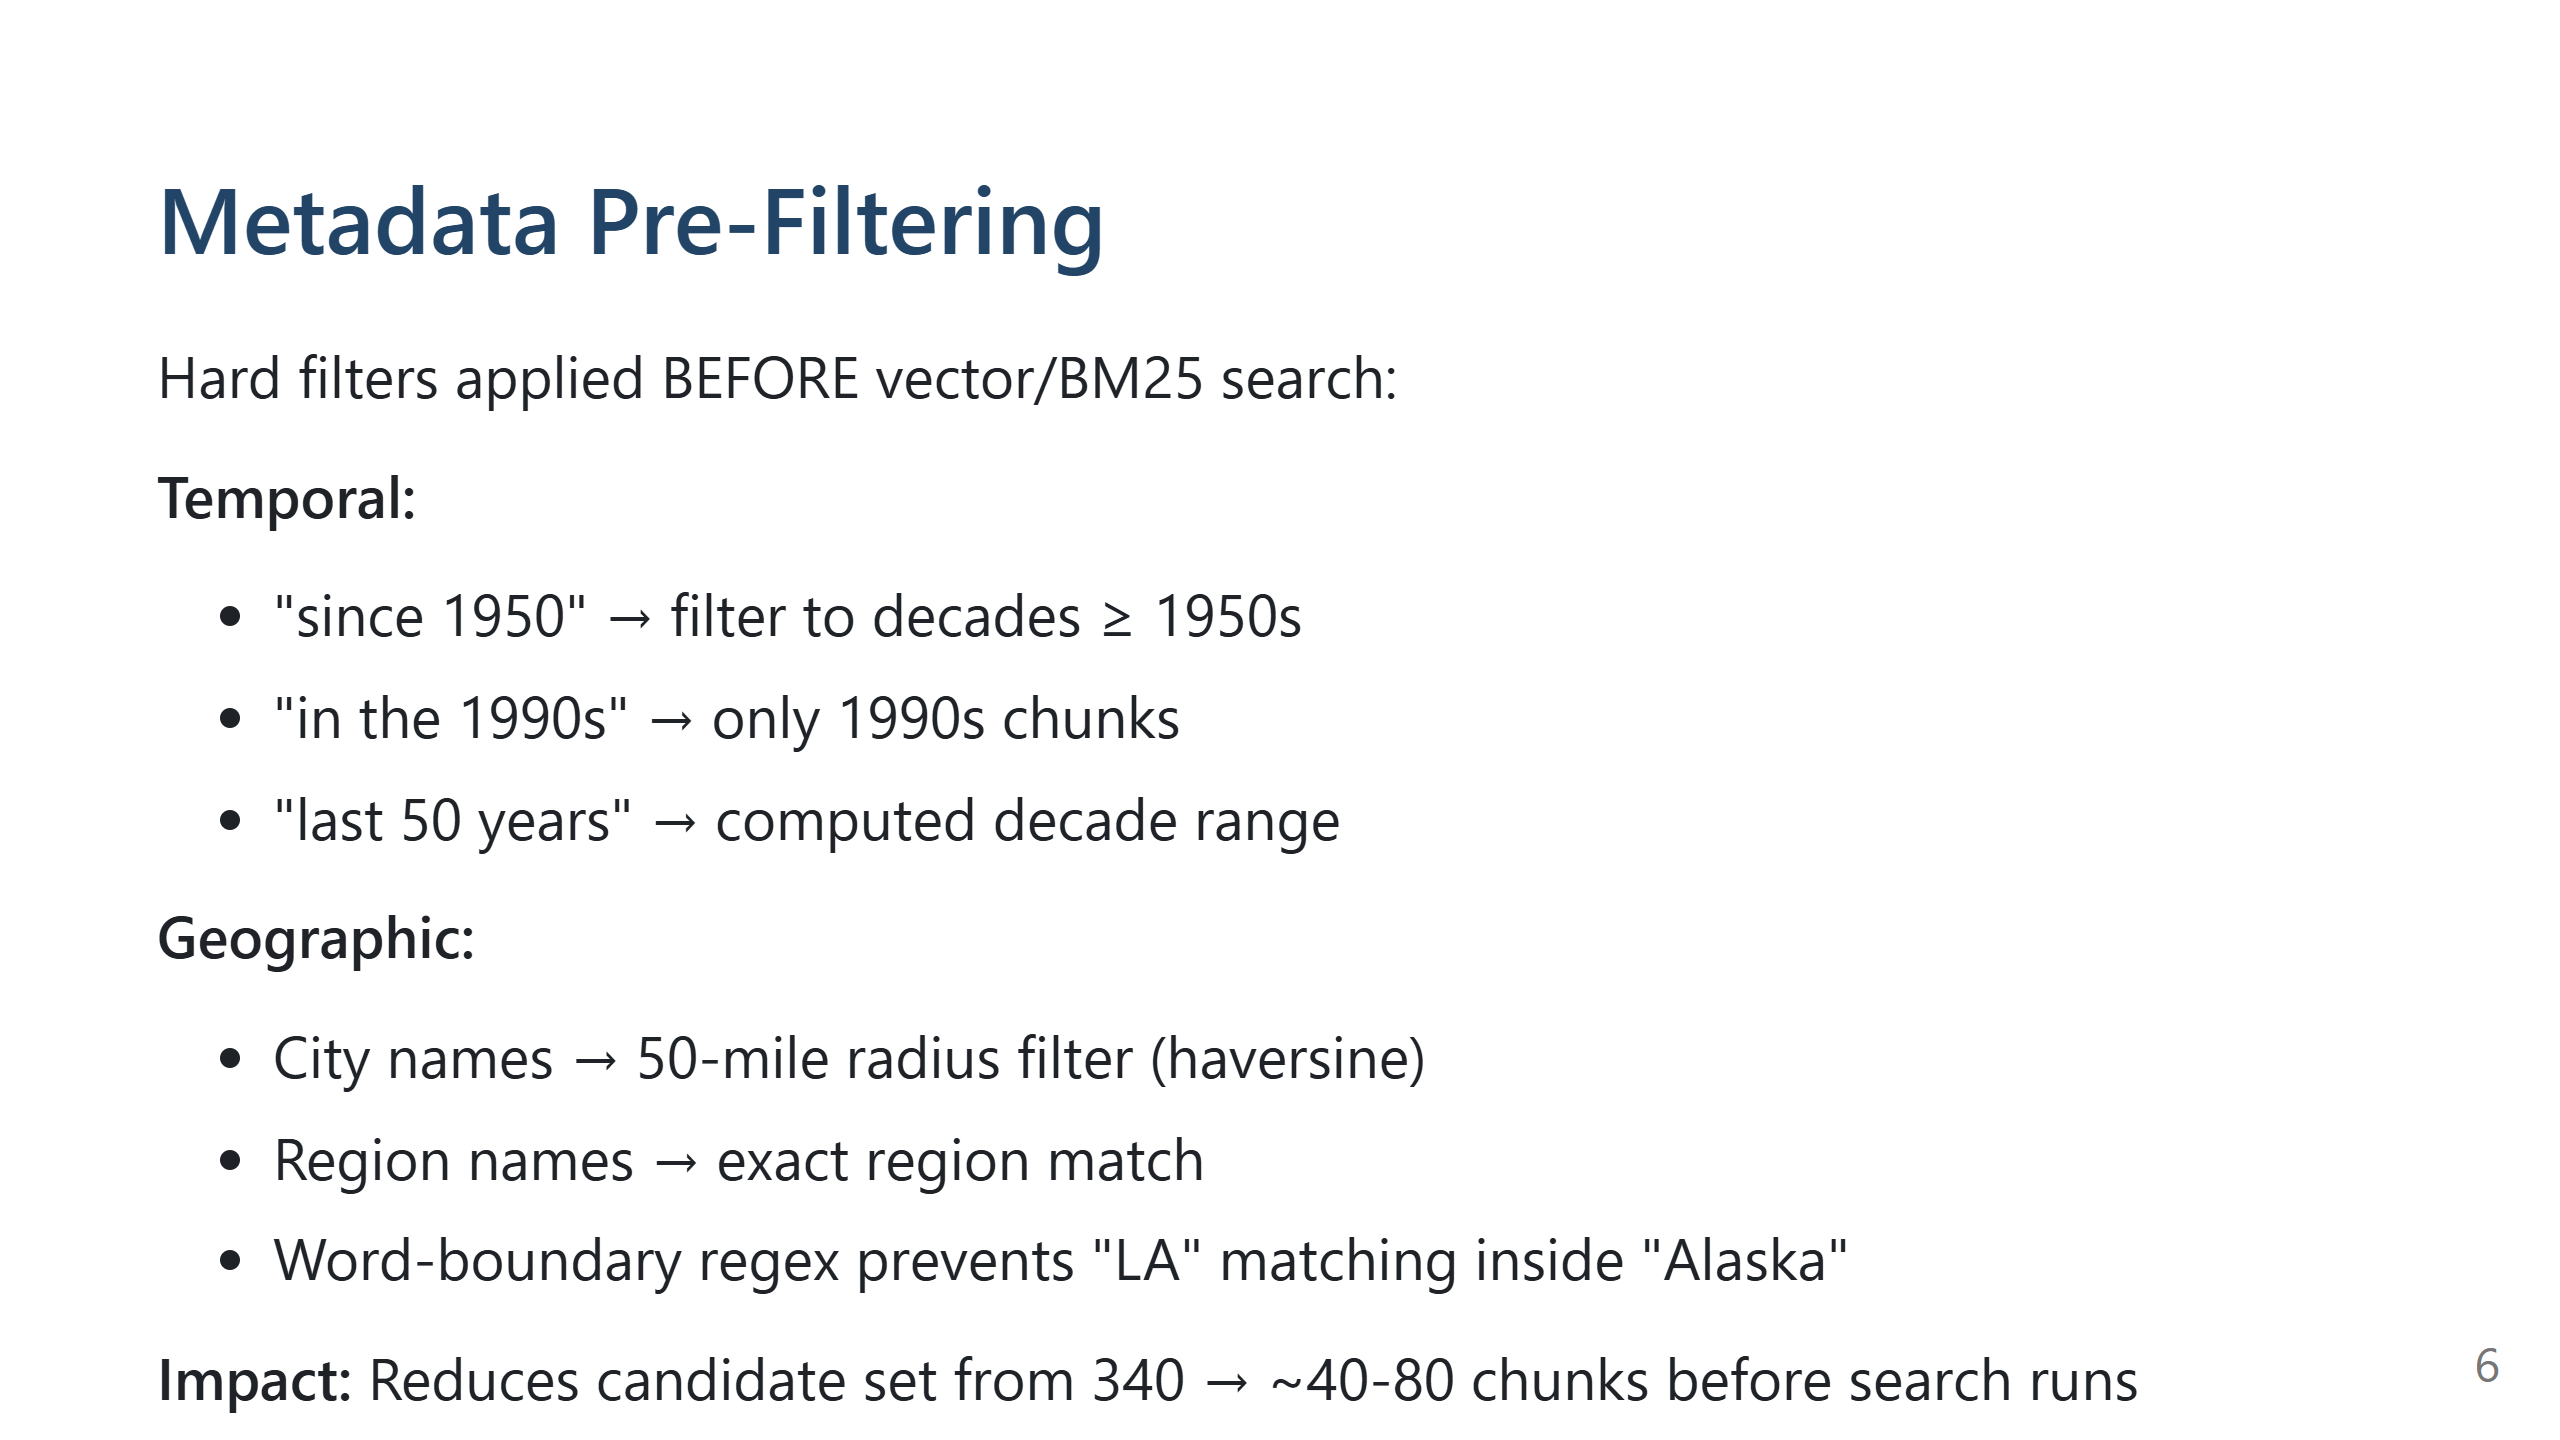 Metadata Pre-Filtering
Hard filters applied BEFORE vector/BM25 search:
Temporal:
• "since 1950" → filter to decades ≥ 1950s
• "in the 1990s" → only 1990s chunks
• "last 50 years" → computed decade range
Geographic:
• City names → 50-mile radius filter (haversine)
• Region names → exact region match
• Word-boundary regex prevents "LA" matching inside "Alaska"
Impact: Reduces candidate set from 340 → ~40-80 chunks before search runs
6